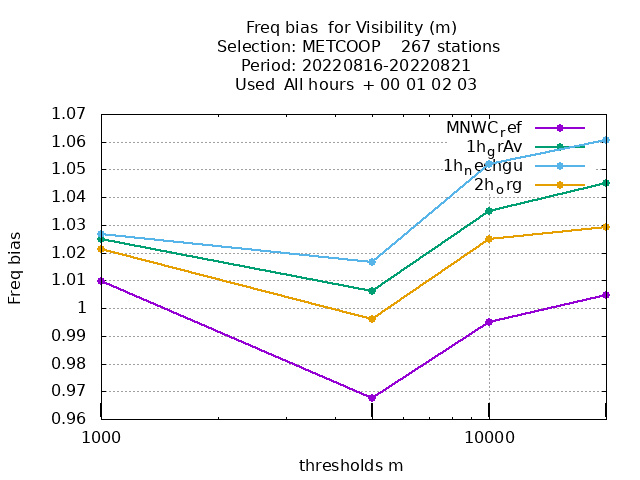 Freq bias  for Visibility (m)
Selection: METCOOP    267 stations
Period: 20220816-20220821
Used  All hours  + 00 01 02 03
1.07
1.06
1.05
1.04
1.03
1.02
1.01
1
0.99
0.98
0.97
0.96
Freq bias
MNWCref
1hgrAv
1hnechgu
2horg
1000
10000
thresholds m